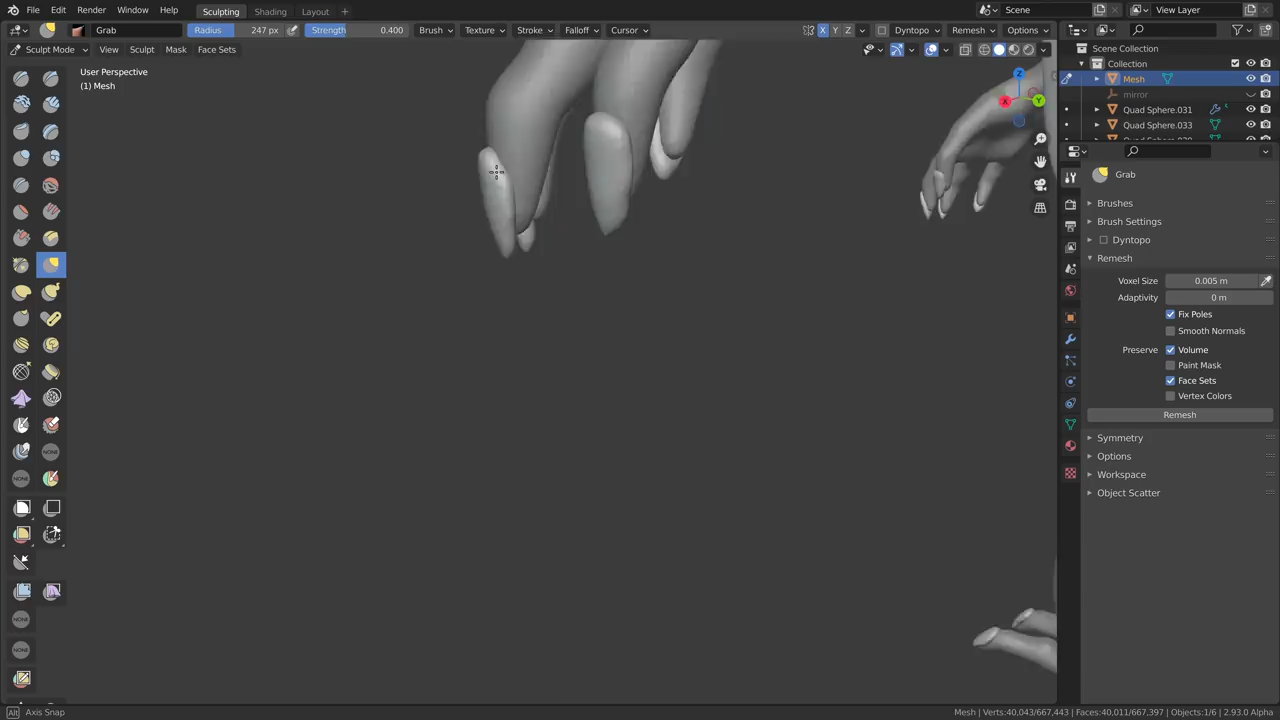 File Edit Render Window Help Sculpting Shading Layout + Scene View Layer
Grab Radius 247 px Strength 0.400 Brush Texture Stroke Falloff Cursor X Y Z Dyntopo Remesh Options
Sculpt Mode View Sculpt Mask Face Sets
Scene Collection
Collection
Mesh
mirror
Quad Sphere.031
Quad Sphere.033
User Perspective
(1) Mesh
Z
X Y
Grab
Brushes
Brush Settings
Dyntopo
Remesh
Voxel Size 0.005 m
Adaptivity 0 m
Fix Poles
Smooth Normals
Preserve Volume
Paint Mask
Face Sets
Vertex Colors
Remesh
Symmetry
Options
Workspace
Object Scatter
NONE
NONE
NONE
NONE
Alt Axis Snap Mesh | Verts:40,043/667,443 | Faces:40,011/667,397 | Objects:1/6 | 2.93.0 Alpha